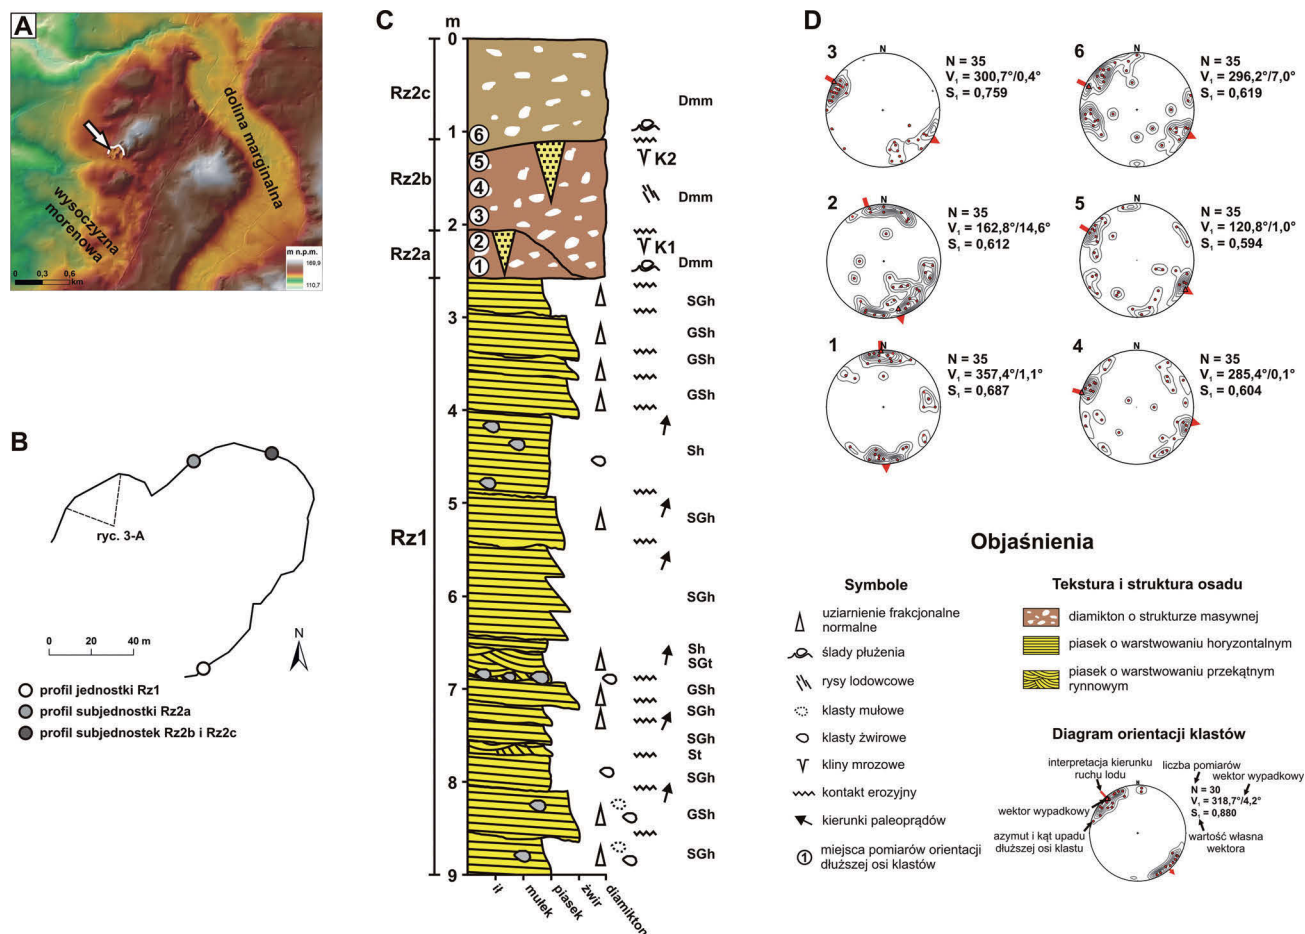 A
dolina marginalna
wysoczyzna
morenowa
m n.p.m.
169,9
110,7
0 0,3 0,6
km
B
ryc. 3-A
0 20 40 m
N
profil jednostki Rz1
profil subjednostki Rz2a
profil subjednostek Rz2b i Rz2c
C
m
0
1
2
3
4
5
6
7
8
9
Rz2c
Rz2b
Rz2a
Rz1
6
5
4
3
2
1
Dmm
K2
Dmm
K1
Dmm
SGh
GSh
GSh
GSh
Sh
SGh
SGh
Sh
SGt
GSh
SGh
SGh
St
SGh
GSh
SGh
ił
mułek
piasek
żwir
diamikton
D
3
N
N = 35
V₁ = 300,7°/0,4°
S₁ = 0,759
6
N
N = 35
V₁ = 296,2°/7,0°
S₁ = 0,619
2
N
N = 35
V₁ = 162,8°/14,6°
S₁ = 0,612
5
N
N = 35
V₁ = 120,8°/1,0°
S₁ = 0,594
1
N
N = 35
V₁ = 357,4°/1,1°
S₁ = 0,687
4
N
N = 35
V₁ = 285,4°/0,1°
S₁ = 0,604
Objaśnienia
Symbole
uziarnienie frakcjonalne
normalne
ślady płużenia
rysy lodowcowe
klasty mułowe
klasty żwirowe
kliny mrozowe
kontakt erozyjny
kierunki paleoprądów
1
miejsca pomiarów orientacji
dłuższej osi klastów
Tekstura i struktura osadu
diamikton o strukturze masywnej
piasek o warstwowaniu horyzontalnym
piasek o warstwowaniu przekątnym
rynnowym
Diagram orientacji klastów
interpretacja kierunku
ruchu lodu
liczba pomiarów
wektor wypadkowy
N = 30
V₁ = 318,7°/4,2°
S₁ = 0,880
wektor wypadkowy
azymut i kąt upadu
dłuższej osi klastu
wartość własna
wektora